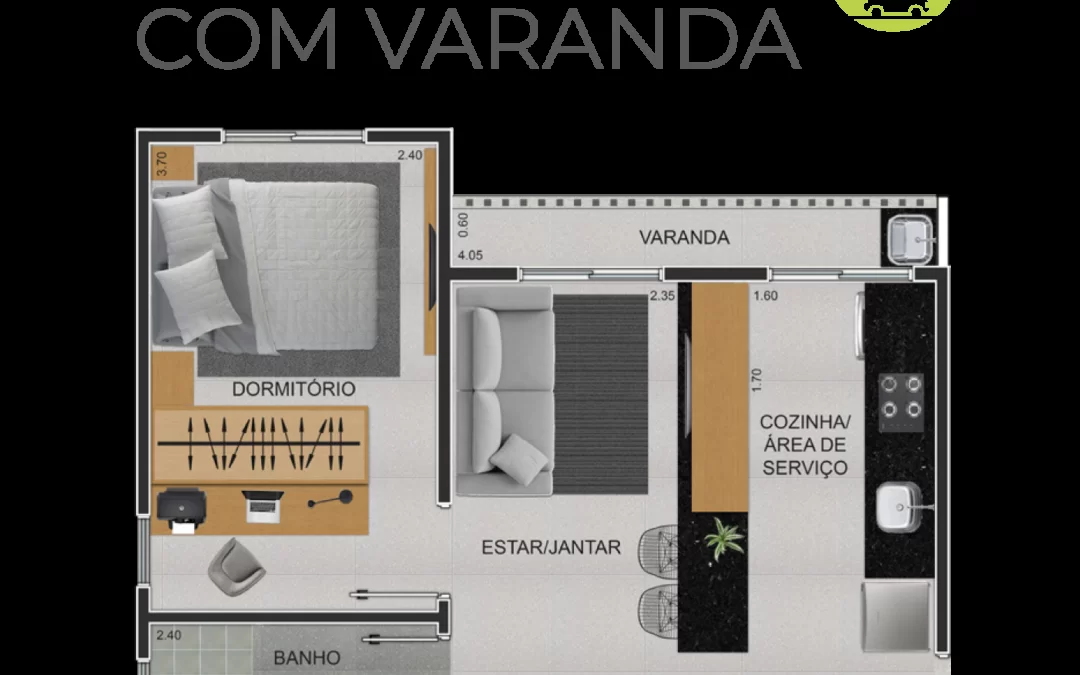 COM VARANDA
3.70
2.40
0.60
VARANDA
4.05
2.35
1.60
DORMITÓRIO
1.70
COZINHA/
ÁREA DE
SERVIÇO
ESTAR/JANTAR
2.40
BANHO